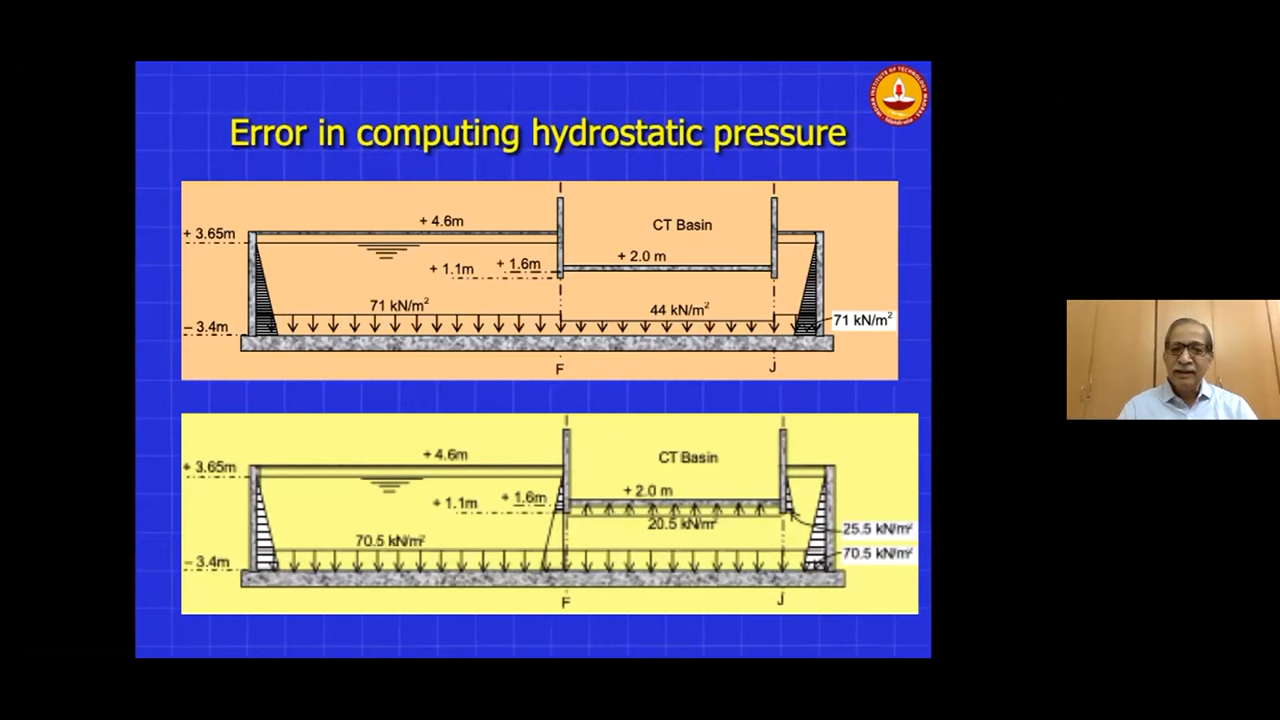 Error in computing hydrostatic pressure
+ 4.6m
+ 3.65m
CT Basin
+ 2.0 m
+ 1.6m
+ 1.1m
71 kN/m²
44 kN/m²
71 kN/m²
– 3.4m
F
J
+ 4.6m
+ 3.65m
CT Basin
+ 2.0 m
+ 1.6m
+ 1.1m
20.5 kN/m²
25.5 kN/m²
70.5 kN/m²
70.5 kN/m²
– 3.4m
F
J